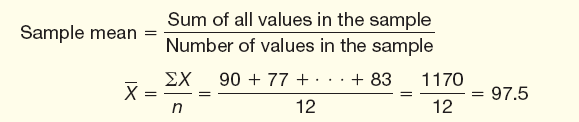 Sample mean = Sum of all values in the sample / Number of values in the sample
X̄ = ΣX / n = 90 + 77 + · · · + 83 / 12 = 1170 / 12 = 97.5